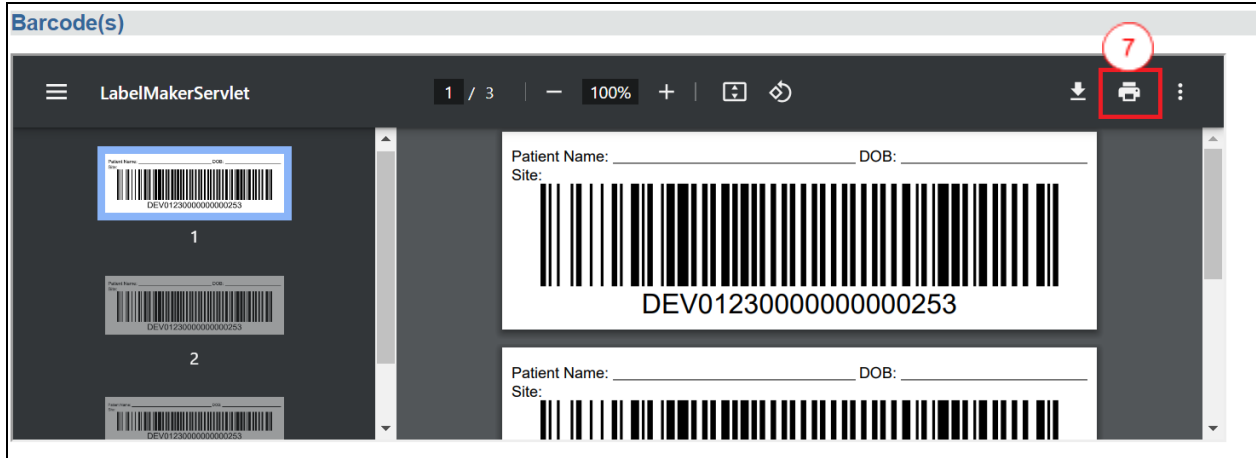 Barcode(s)
7
LabelMakerServlet 1 / 3 100%
Patient Name: DOB:
Site:
DEV01230000000000253
1
Patient Name: DOB:
Site:
DEV01230000000000253
2
Patient Name: DOB:
Site:
DEV01230000000000253
Patient Name: DOB:
Site:
DEV01230000000000253
Patient Name: DOB:
Site: